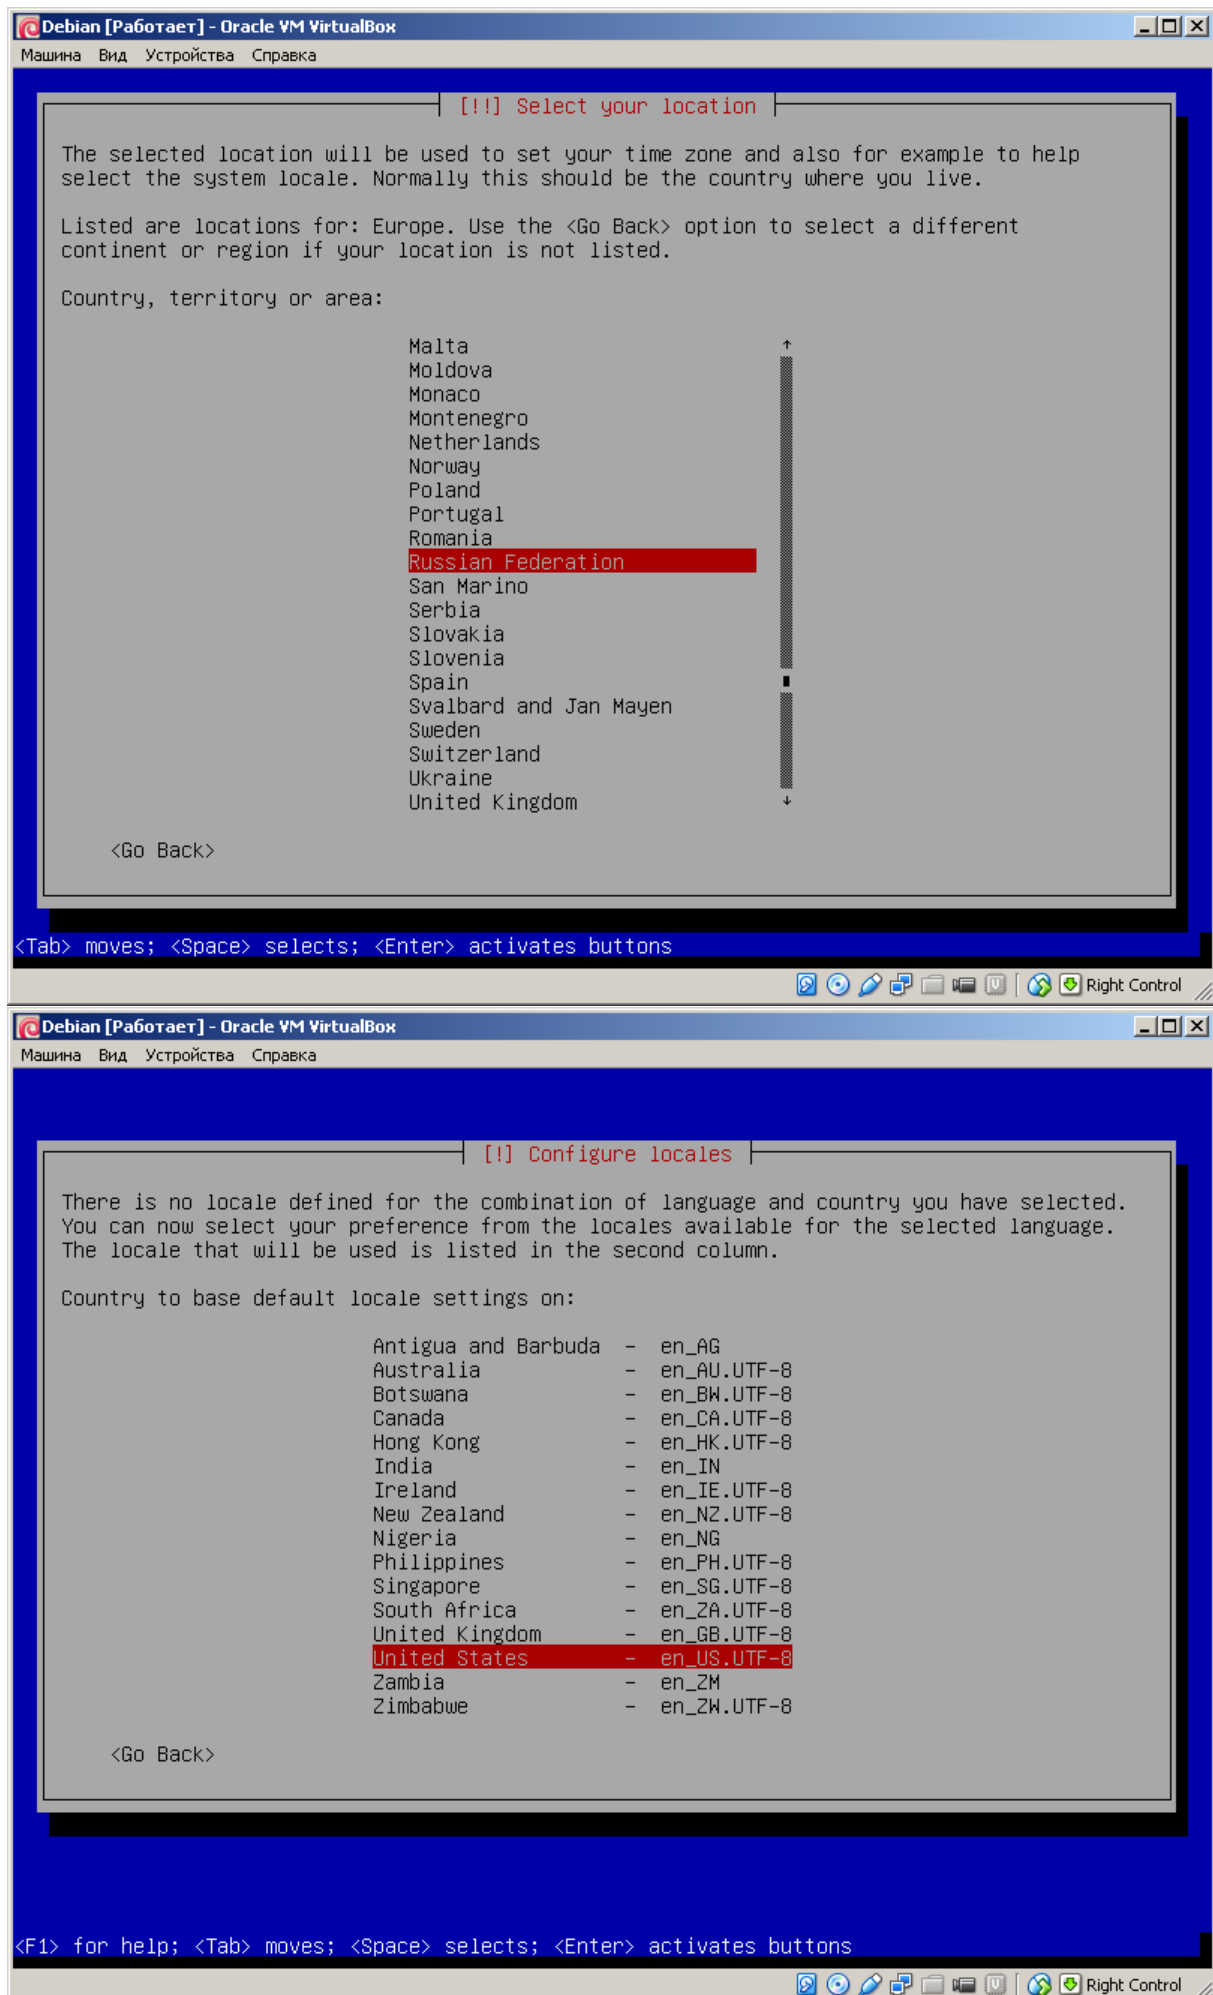 Debian [Работает] - Oracle VM VirtualBox
Машина Вид Устройства Справка
[!!] Select your location
The selected location will be used to set your time zone and also for example to help
select the system locale. Normally this should be the country where you live.
Listed are locations for: Europe. Use the <Go Back> option to select a different
continent or region if your location is not listed.
Country, territory or area:
Malta
Moldova
Monaco
Montenegro
Netherlands
Norway
Poland
Portugal
Romania
Russian Federation
San Marino
Serbia
Slovakia
Slovenia
Spain
Svalbard and Jan Mayen
Sweden
Switzerland
Ukraine
United Kingdom
<Go Back>
<Tab> moves; <Space> selects; <Enter> activates buttons
Right Control
Debian [Работает] - Oracle VM VirtualBox
Машина Вид Устройства Справка
[!] Configure locales
There is no locale defined for the combination of language and country you have selected.
You can now select your preference from the locales available for the selected language.
The locale that will be used is listed in the second column.
Country to base default locale settings on:
Antigua and Barbuda - en_AG
Australia - en_AU.UTF-8
Botswana - en_BW.UTF-8
Canada - en_CA.UTF-8
Hong Kong - en_HK.UTF-8
India - en_IN
Ireland - en_IE.UTF-8
New Zealand - en_NZ.UTF-8
Nigeria - en_NG
Philippines - en_PH.UTF-8
Singapore - en_SG.UTF-8
South Africa - en_ZA.UTF-8
United Kingdom - en_GB.UTF-8
United States - en_US.UTF-8
Zambia - en_ZM
Zimbabwe - en_ZW.UTF-8
<Go Back>
<F1> for help; <Tab> moves; <Space> selects; <Enter> activates buttons
Right Control